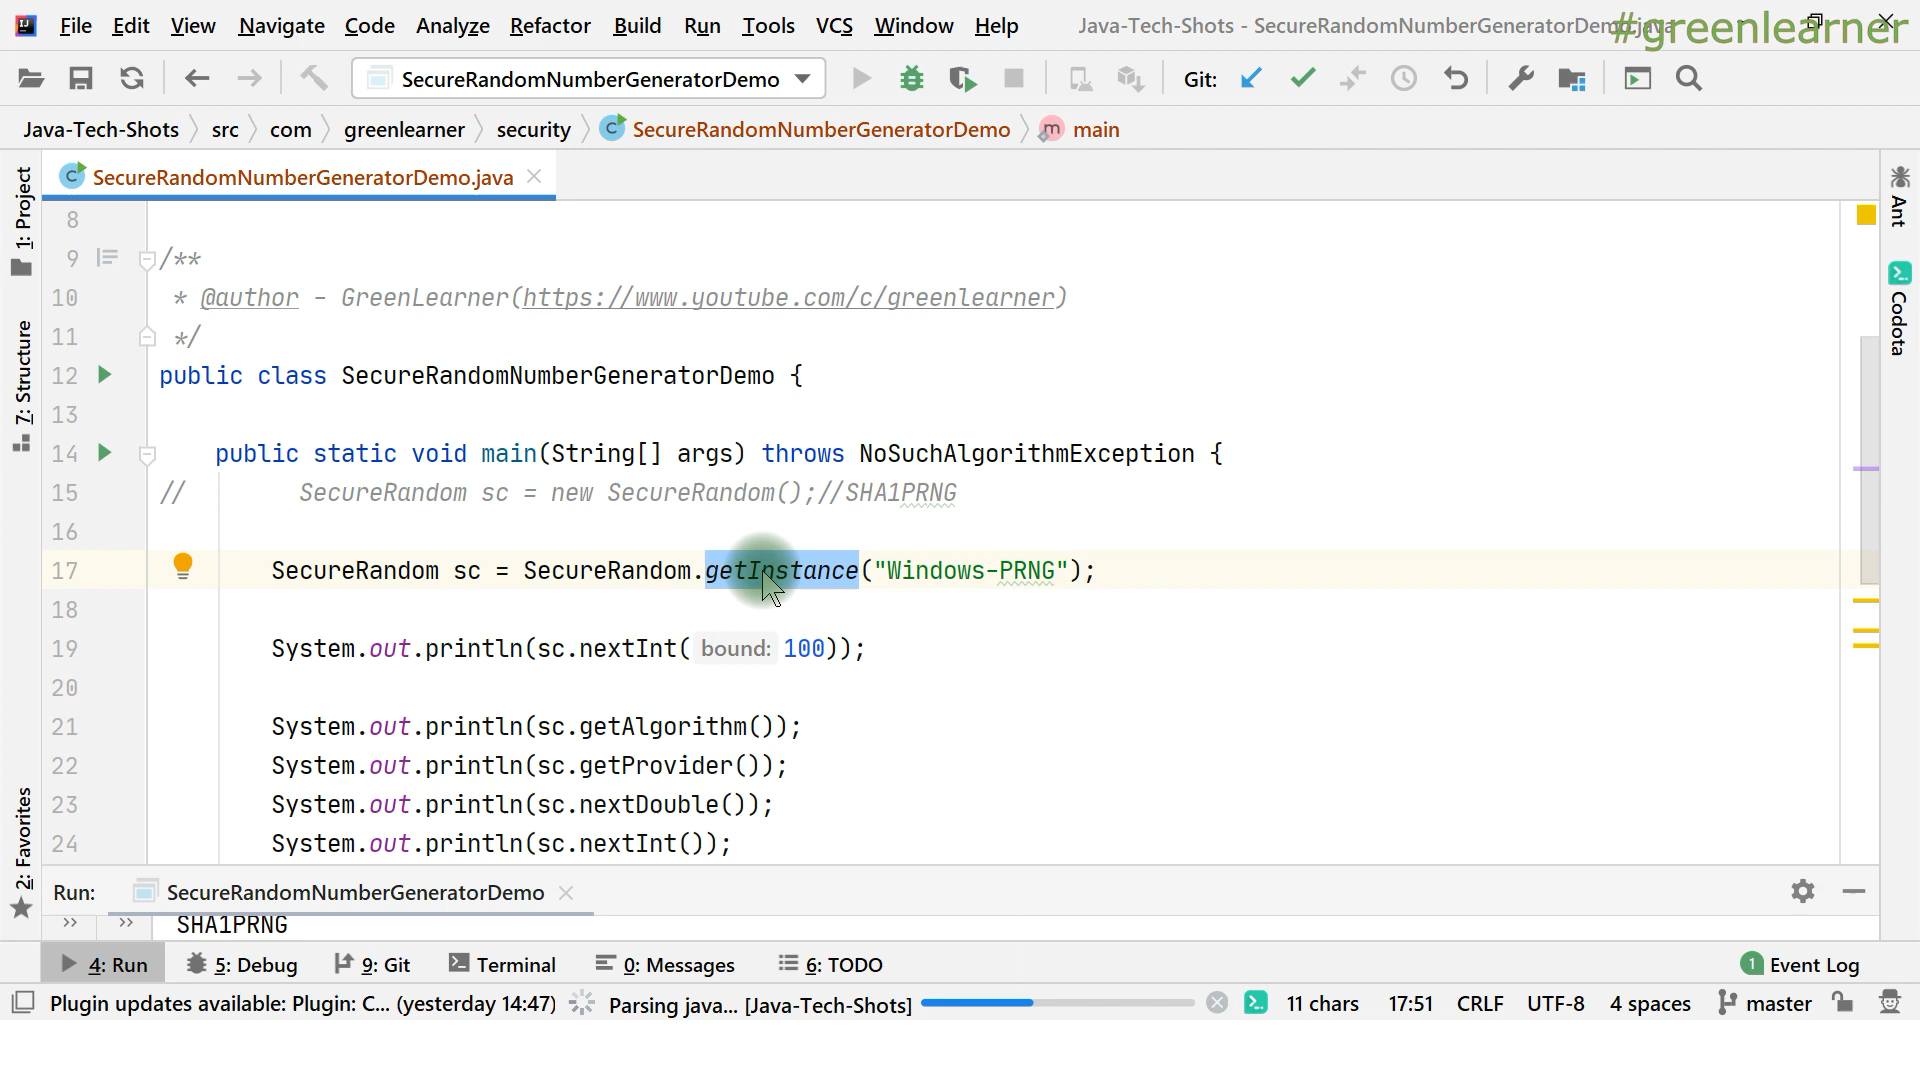 File Edit View Navigate Code Analyze Refactor Build Run Tools VCS Window Help Java-Tech-Shots - SecureRandomNumberGeneratorDemo.java
#greenlearner
SecureRandomNumberGeneratorDemo Git:
Java-Tech-Shots src com greenlearner security SecureRandomNumberGeneratorDemo main
SecureRandomNumberGeneratorDemo.java
1: Project
7: Structure
2: Favorites
8
9 /**
10 * @author - GreenLearner(https://www.youtube.com/c/greenlearner)
11 */
12 public class SecureRandomNumberGeneratorDemo {
13
14 public static void main(String[] args) throws NoSuchAlgorithmException {
15 // SecureRandom sc = new SecureRandom();//SHA1PRNG
16
17 SecureRandom sc = SecureRandom.getInstance("Windows-PRNG");
18
19 System.out.println(sc.nextInt( bound: 100));
20
21 System.out.println(sc.getAlgorithm());
22 System.out.println(sc.getProvider());
23 System.out.println(sc.nextDouble());
24 System.out.println(sc.nextInt());
Ant
Codota
Run: SecureRandomNumberGeneratorDemo
SHA1PRNG
4: Run 5: Debug 9: Git Terminal 0: Messages 6: TODO 1 Event Log
Plugin updates available: Plugin: C... (yesterday 14:47) Parsing java... [Java-Tech-Shots] 11 chars 17:51 CRLF UTF-8 4 spaces master